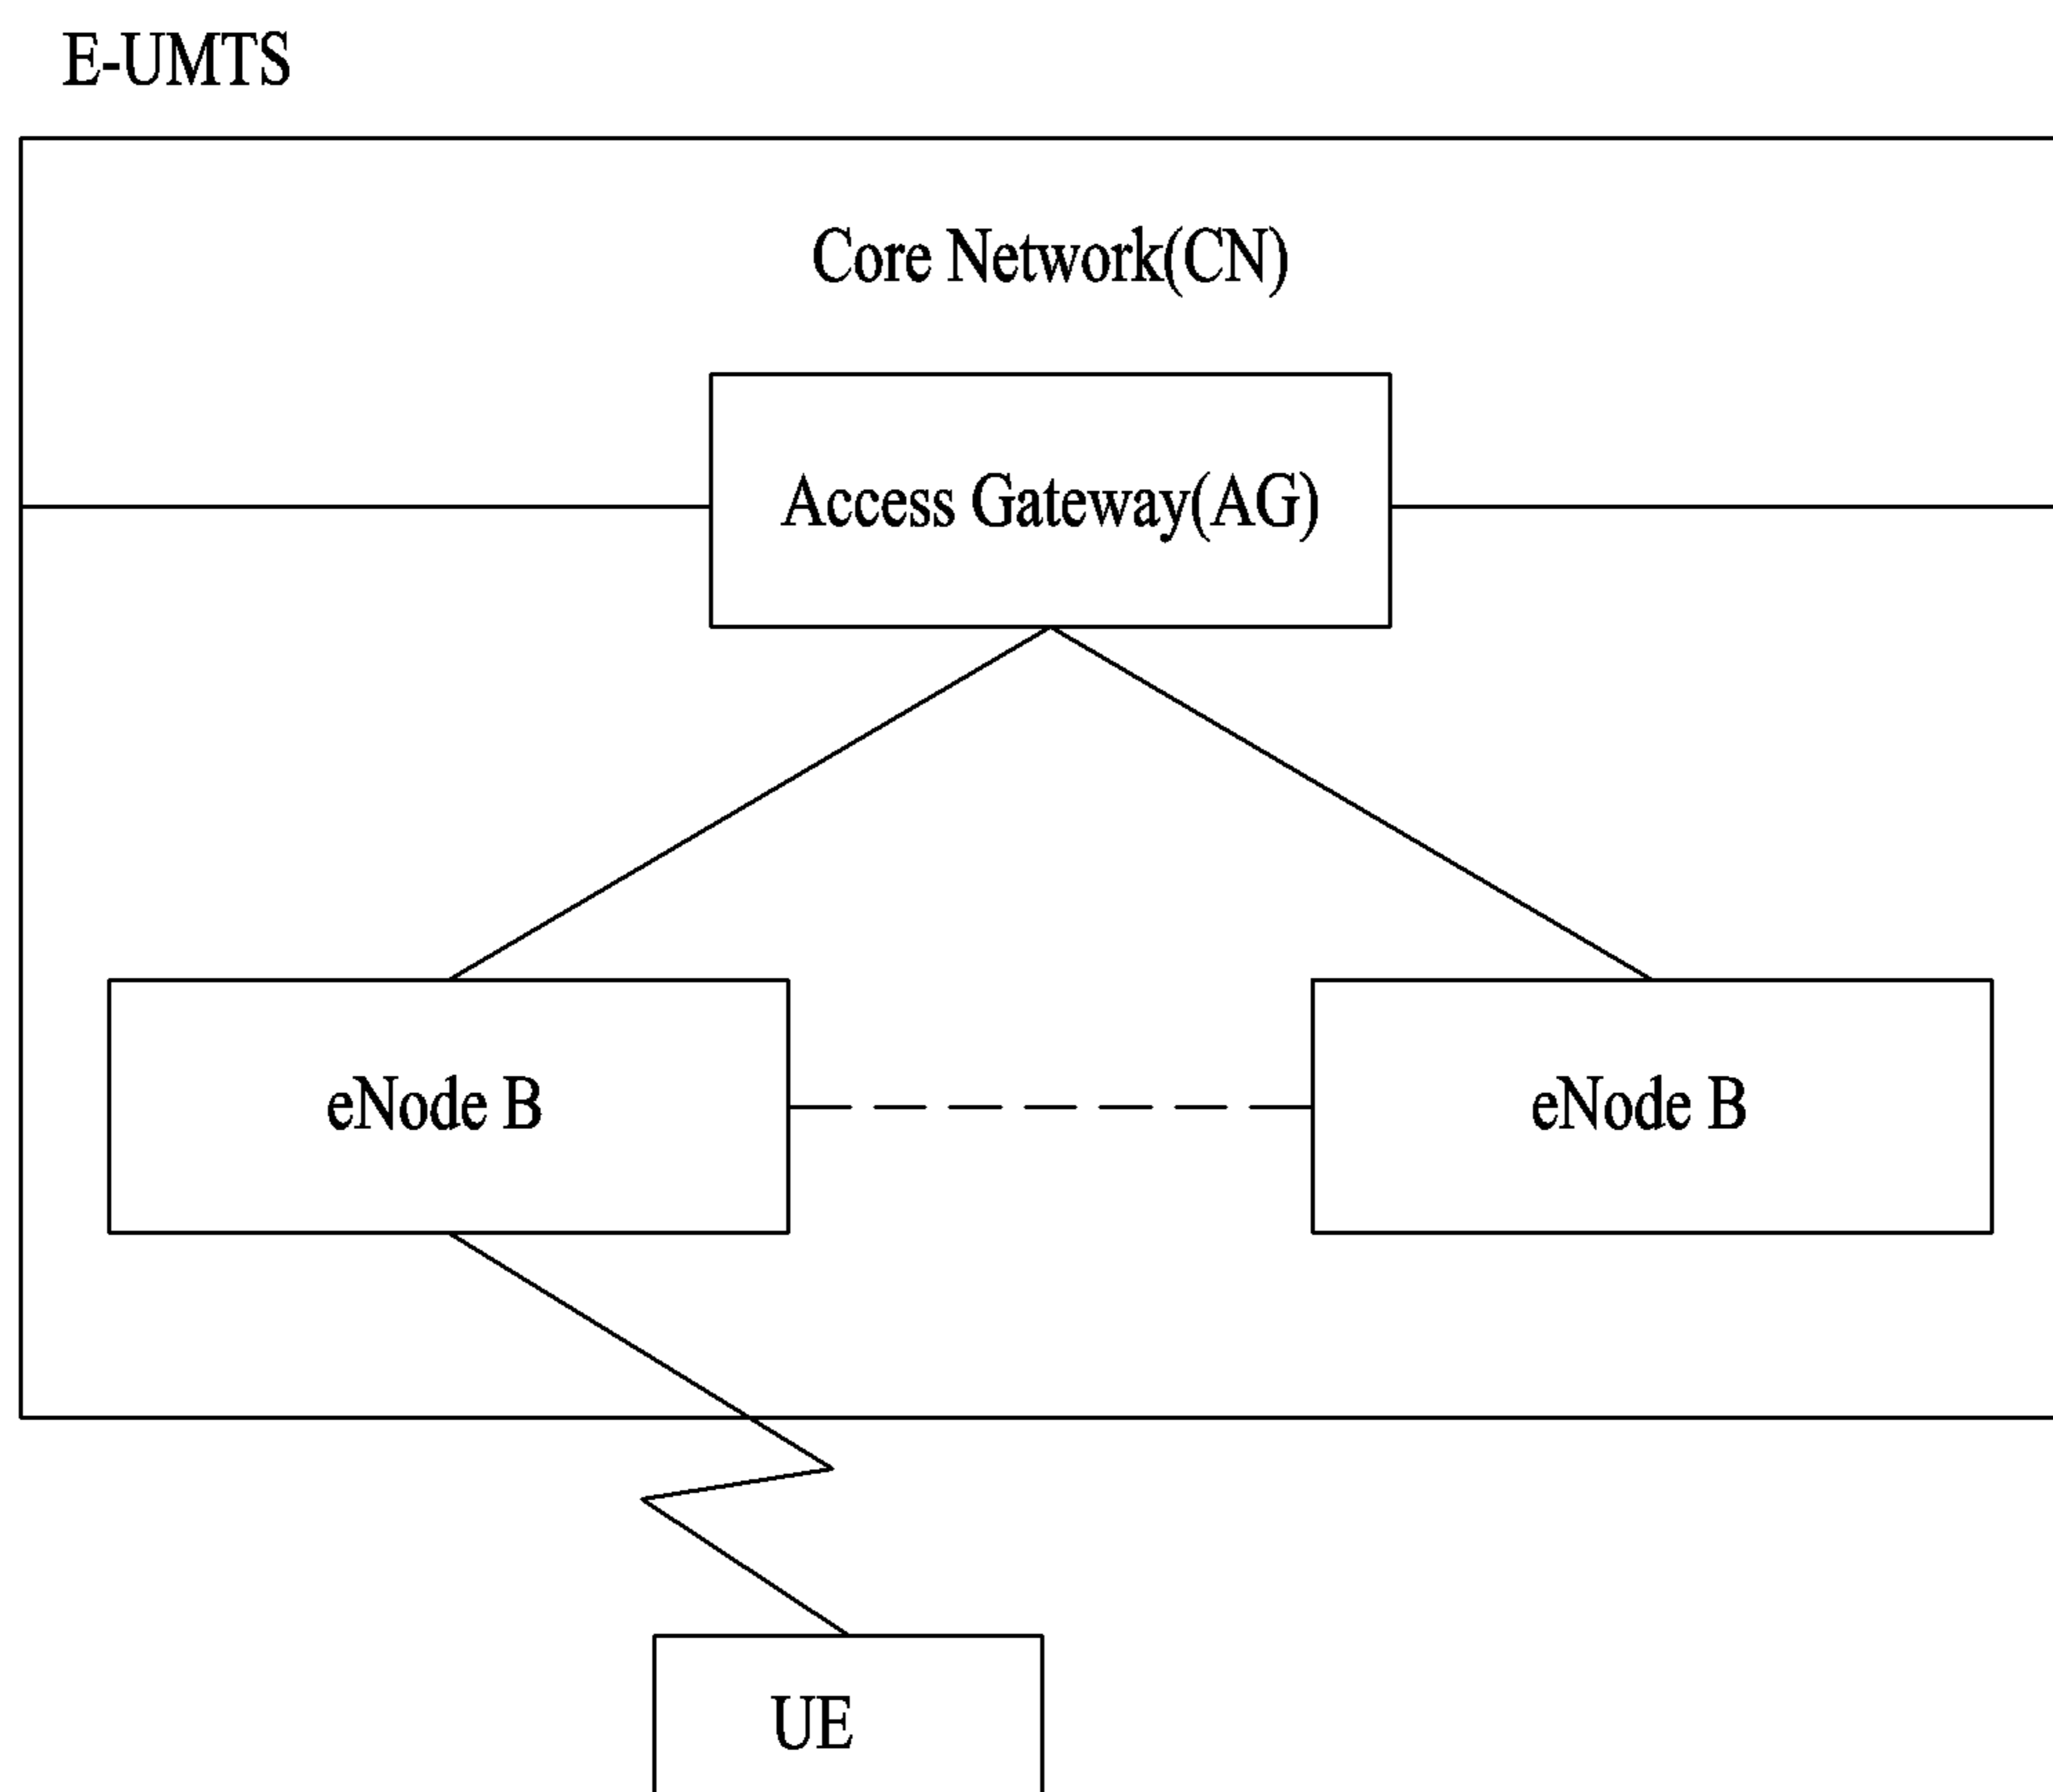 E-UMTS
Core Network(CN)
Access Gateway(AG)
eNode B
eNode B
UE